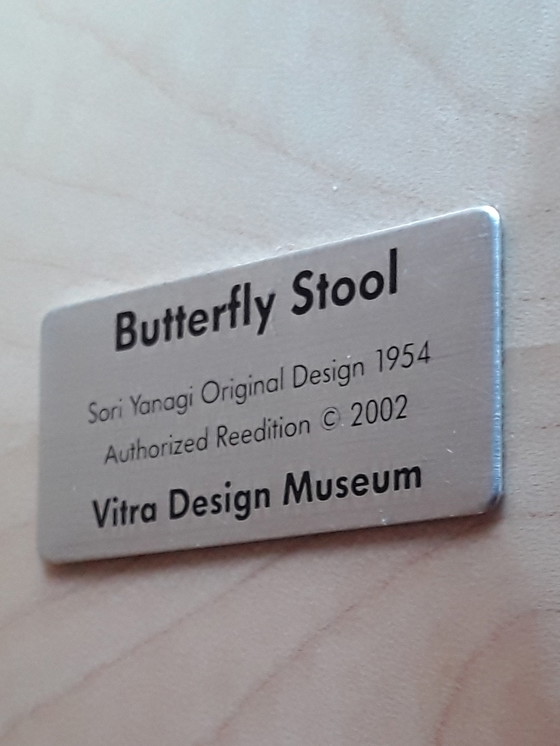 Butterfly Stool
Sori Yanagi Original Design 1954
Authorized Reedition © 2002
Vitra Design Museum